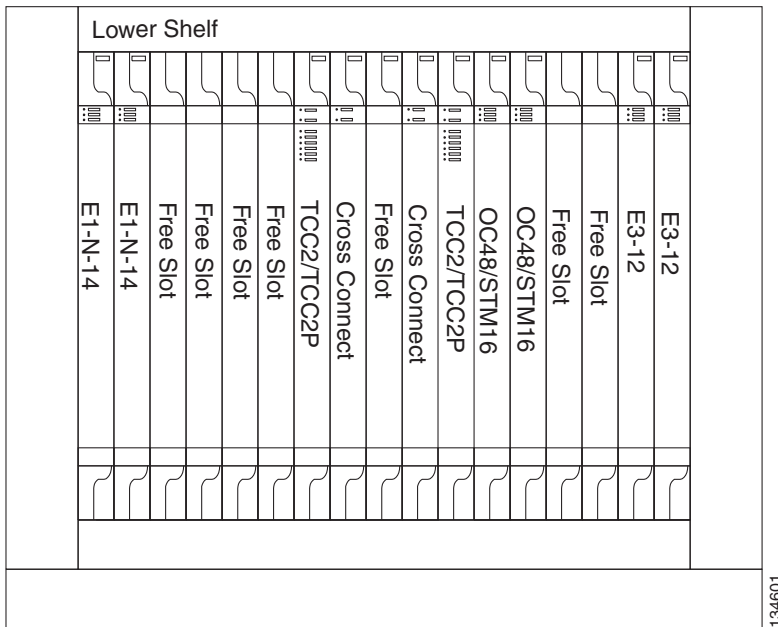 Lower Shelf
E1-N-14
E1-N-14
Free Slot
Free Slot
Free Slot
Free Slot
TCC2/TCC2P
Cross Connect
Free Slot
Cross Connect
TCC2/TCC2P
OC48/STM16
OC48/STM16
Free Slot
Free Slot
E3-12
E3-12
134601